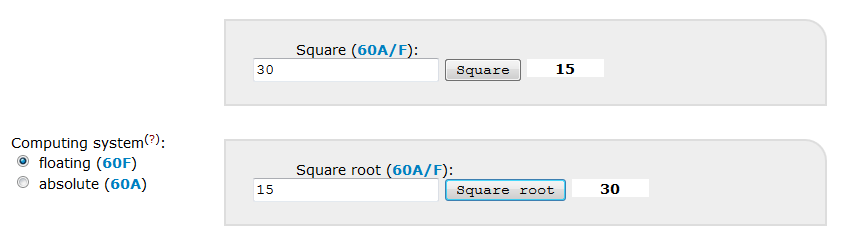 Square (60A/F):
30 Square 15
Computing system(?):
floating (60F)
absolute (60A)
Square root (60A/F):
15 Square root 30